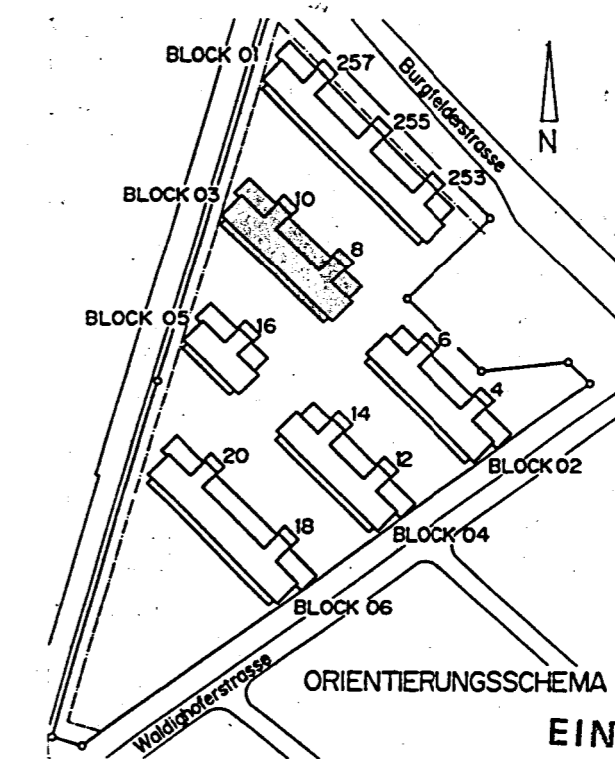 BLOCK 01
257
Burgfelderstrasse
255
N
253
BLOCK 03
10
8
BLOCK 05
16
6
4
14
20
12
BLOCK 02
18
BLOCK 04
BLOCK 06
Waldighoferstrasse
ORIENTIERUNGSSCHEMA
EIN